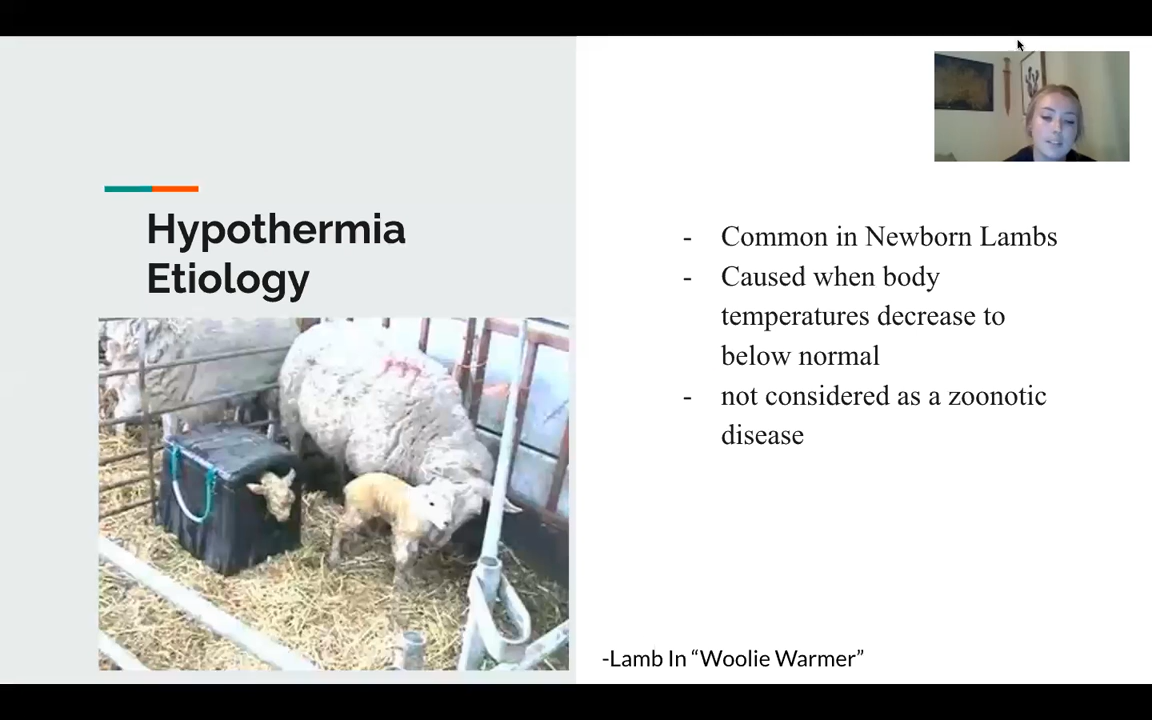 Hypothermia
Etiology
- Common in Newborn Lambs
- Caused when body
temperatures decrease to
below normal
- not considered as a zoonotic
disease
-Lamb In “Woolie Warmer”